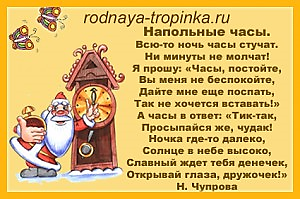 rodnaya-tropinka.ru
Напольные часы.
Всю-то ночь часы стучат.
Ни минуты не молчат!
Я прошу: «Часы, постойте,
Вы меня не беспокойте,
Дайте мне еще поспать,
Так не хочется вставать!»
А часы в ответ: «Тик-так,
Просыпайся же, чудак!
Ночка где-то далеко,
Солнце в небе высоко,
Славный ждет тебя денечек,
Открывай глаза, дружочек!»
Н. Чупрова